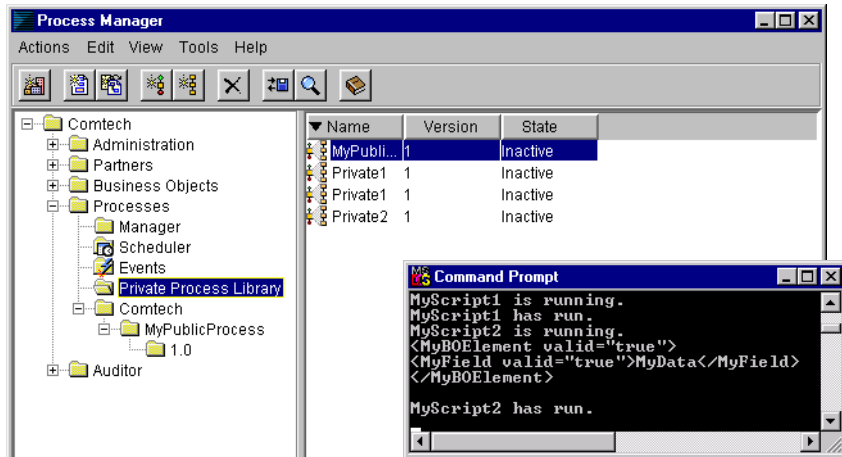 Process Manager
Actions Edit View Tools Help
Comtech
Administration
Partners
Business Objects
Processes
Manager
Scheduler
Events
Private Process Library
Comtech
MyPublicProcess
1.0
Auditor
Name Version State
MyPubli... 1 Inactive
Private1 1 Inactive
Private1 1 Inactive
Private2 1 Inactive
Command Prompt
MyScript1 is running.
MyScript1 has run.
MyScript2 is running.
<MyBOElement valid="true">
<MyField valid="true">MyData</MyField>
</MyBOElement>
MyScript2 has run.